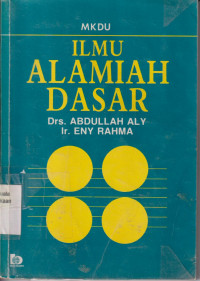 MKDU
ILMU
ALAMIAH
DASAR
Drs. ABDULLAH ALY
Ir. ENY RAHMA